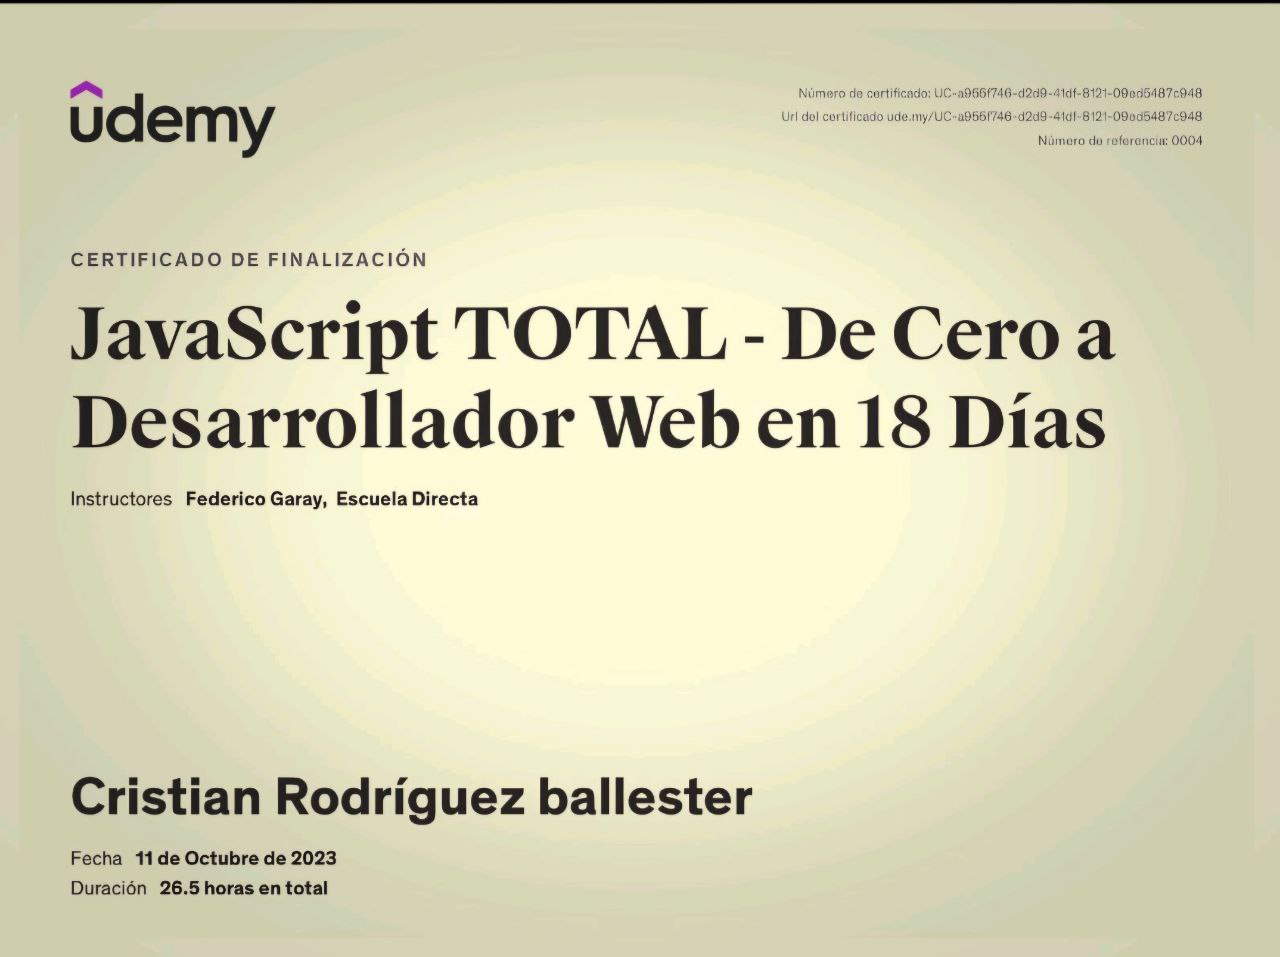 udemy
Número de certificado: UC-a966f746-d2d9-41df-8121-09ed5487c948
Url del certificado ude.my/UC-a966f746-d2d9-41df-8121-09ed5487c948
Número de referencia: 0004
CERTIFICADO DE FINALIZACIÓN
JavaScript TOTAL - De Cero a
Desarrollador Web en 18 Días
Instructores Federico Garay, Escuela Directa
Cristian Rodríguez ballester
Fecha 11 de Octubre de 2023
Duración 26.5 horas en total